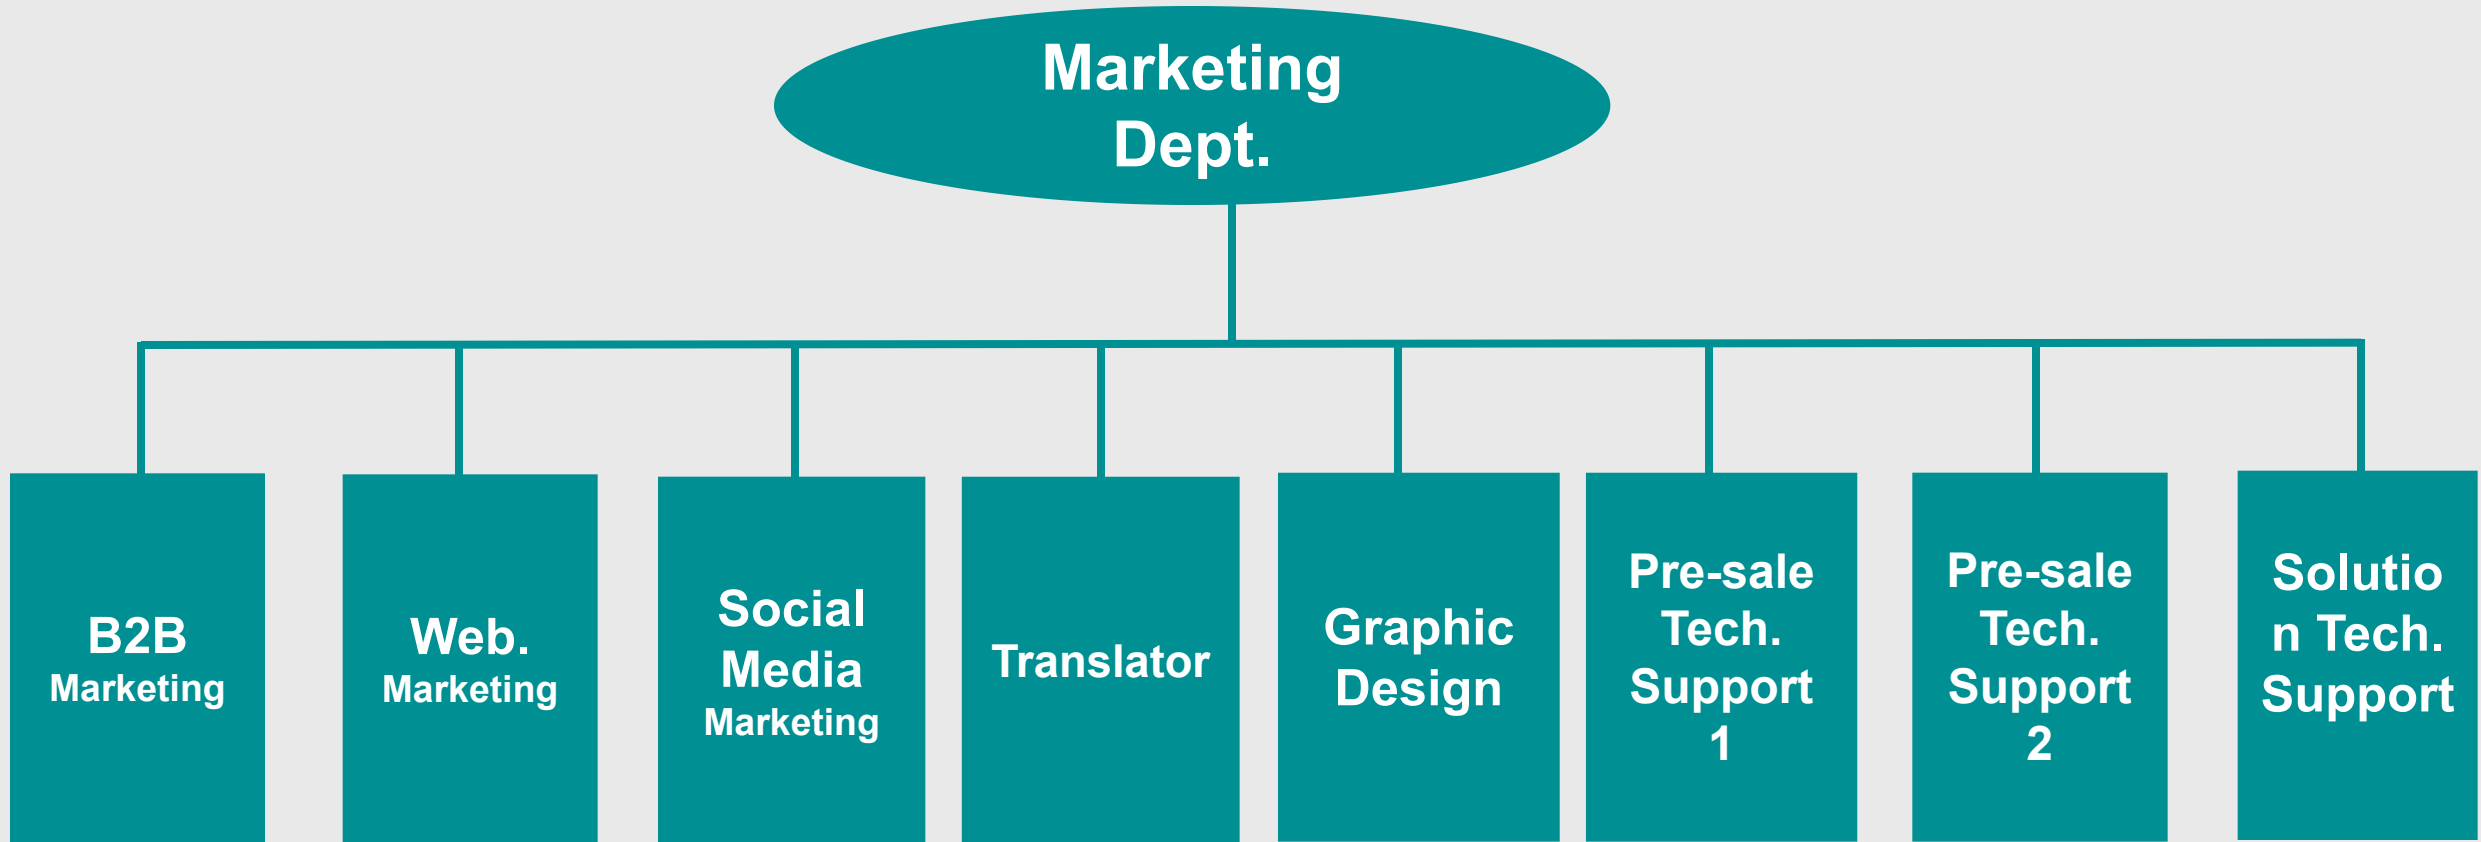 Marketing
Dept.
B2B
Marketing
Web.
Marketing
Social
Media
Marketing
Translator
Graphic
Design
Pre-sale
Tech.
Support
1
Pre-sale
Tech.
Support
2
Solutio
n Tech.
Support